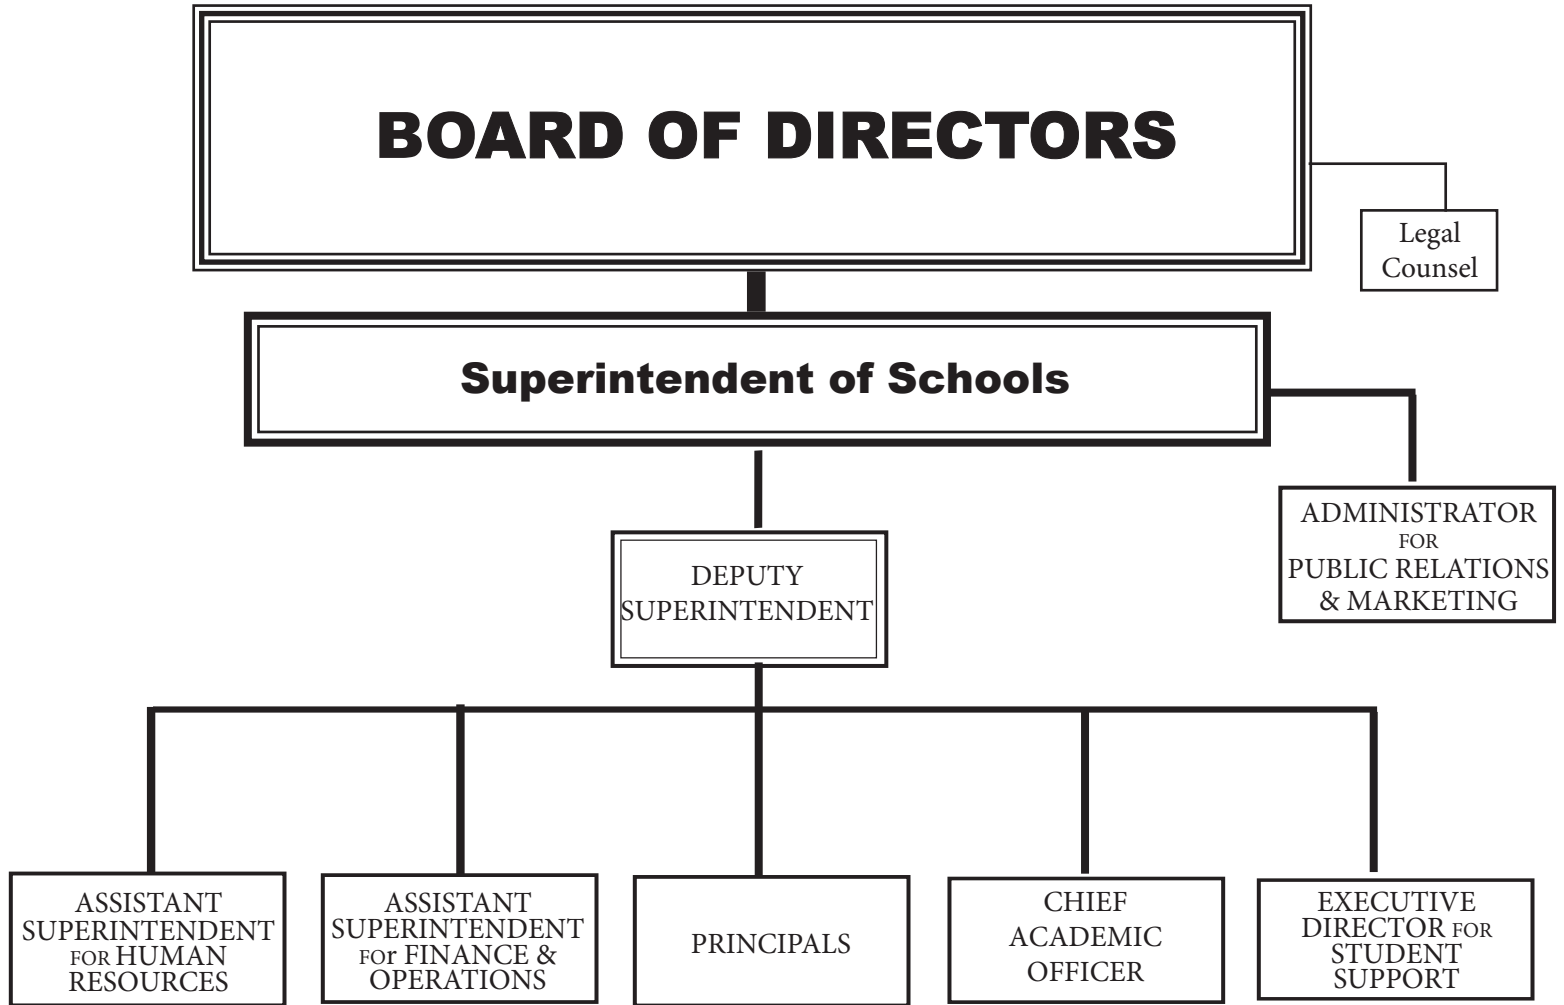 BOARD OF DIRECTORS
Legal
Counsel
Superintendent of Schools
ADMINISTRATOR
FOR
PUBLIC RELATIONS
& MARKETING
DEPUTY
SUPERINTENDENT
ASSISTANT
SUPERINTENDENT
FOR HUMAN
RESOURCES
ASSISTANT
SUPERINTENDENT
FOr FINANCE &
OPERATIONS
PRINCIPALS
CHIEF
ACADEMIC
OFFICER
EXECUTIVE
DIRECTOR FOR
STUDENT
SUPPORT